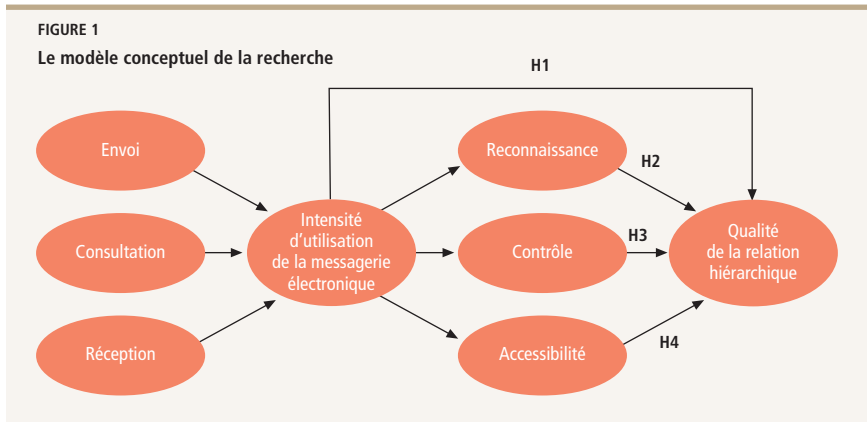 FIGURE 1
Le modèle conceptuel de la recherche
H1
Envoi
Reconnaissance
H2
Consultation
Intensité
d'utilisation
de la messagerie
électronique
Contrôle
H3
Qualité
de la relation
hiérarchique
Réception
Accessibilité
H4